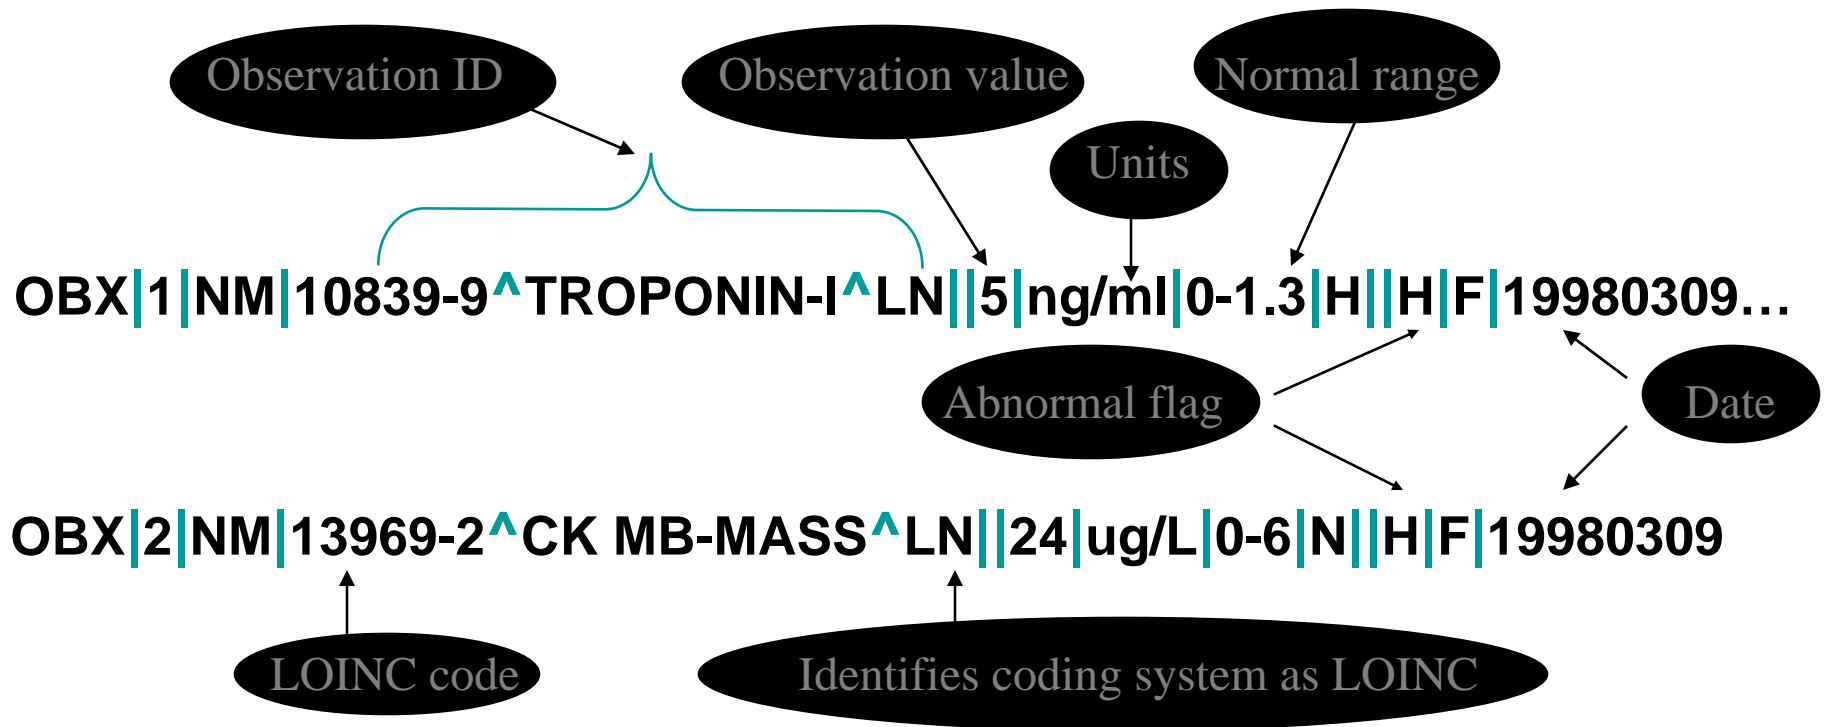 Observation ID
Observation value
Normal range
Units
OBX|1|NM|10839-9^TROPONIN-I^LN||5|ng/ml|0-1.3|H||H|F|19980309…
Abnormal flag
Date
OBX|2|NM|13969-2^CK MB-MASS^LN||24|ug/L|0-6|N||H|F|19980309
LOINC code
Identifies coding system as LOINC